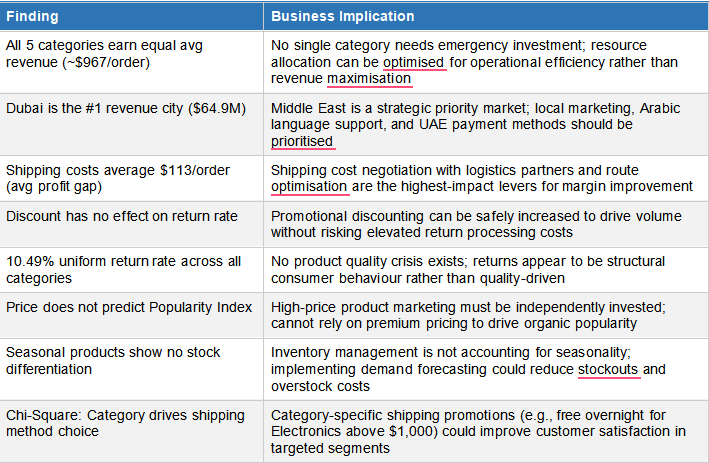 Finding
Business Implication
All 5 categories earn equal avg
revenue (~$967/order)
No single category needs emergency investment; resource
allocation can be optimised for operational efficiency rather than
revenue maximisation
Dubai is the #1 revenue city ($64.9M)
Middle East is a strategic priority market; local marketing, Arabic
language support, and UAE payment methods should be
prioritised
Shipping costs average $113/order
(avg profit gap)
Shipping cost negotiation with logistics partners and route
optimisation are the highest-impact levers for margin improvement
Discount has no effect on return rate
Promotional discounting can be safely increased to drive volume
without risking elevated return processing costs
10.49% uniform return rate across all
categories
No product quality crisis exists; returns appear to be structural
consumer behaviour rather than quality-driven
Price does not predict Popularity Index
High-price product marketing must be independently invested;
cannot rely on premium pricing to drive organic popularity
Seasonal products show no stock
differentiation
Inventory management is not accounting for seasonality;
implementing demand forecasting could reduce stockouts and
overstock costs
Chi-Square: Category drives shipping
method choice
Category-specific shipping promotions (e.g., free overnight for
Electronics above $1,000) could improve customer satisfaction in
targeted segments